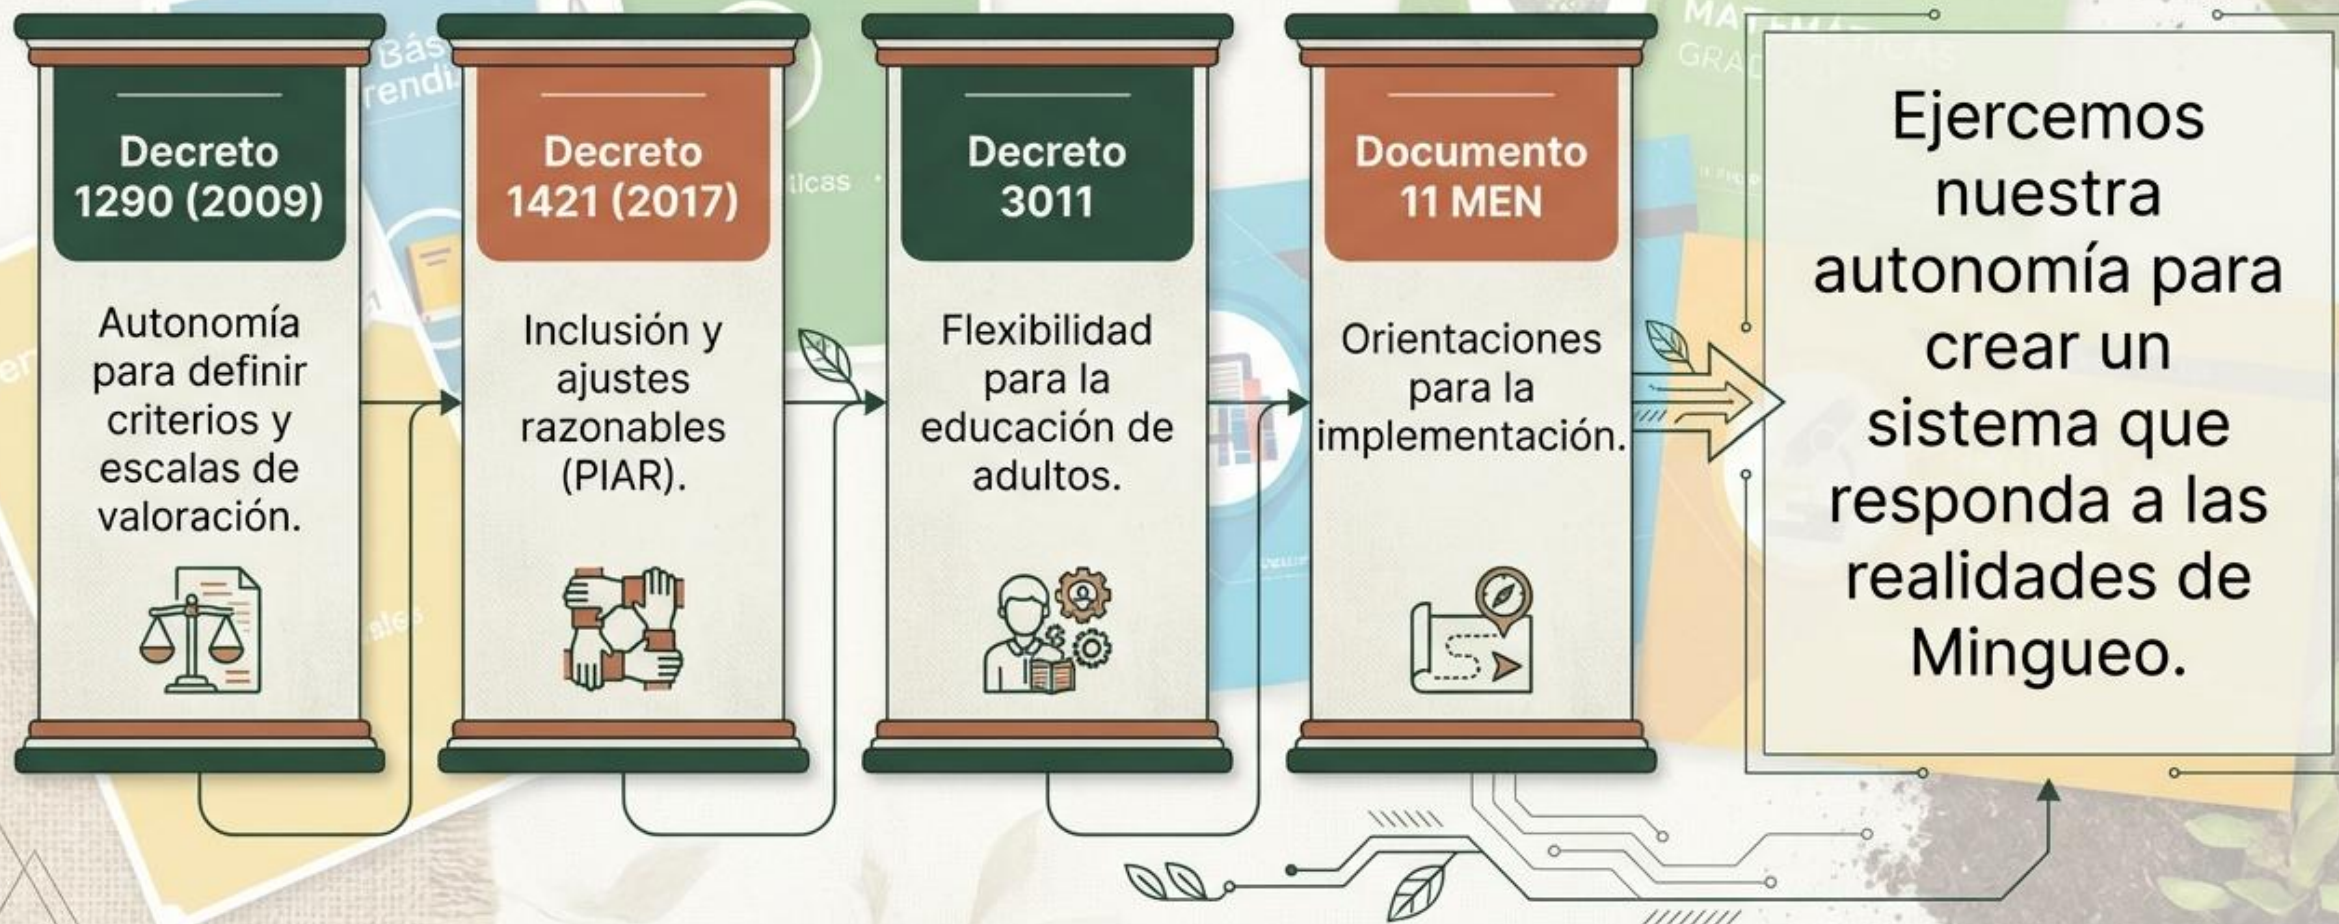 Decreto
1290 (2009)
Autonomía
para definir
criterios y
escalas de
valoración.
Decreto
1421 (2017)
Inclusión y
ajustes
razonables
(PIAR).
Decreto
3011
Flexibilidad
para la
educación de
adultos.
Documento
11 MEN
Orientaciones
para la
implementación.
Ejercemos
nuestra
autonomía para
crear un
sistema que
responda a las
realidades de
Mingueo.
MATEMÁTICAS